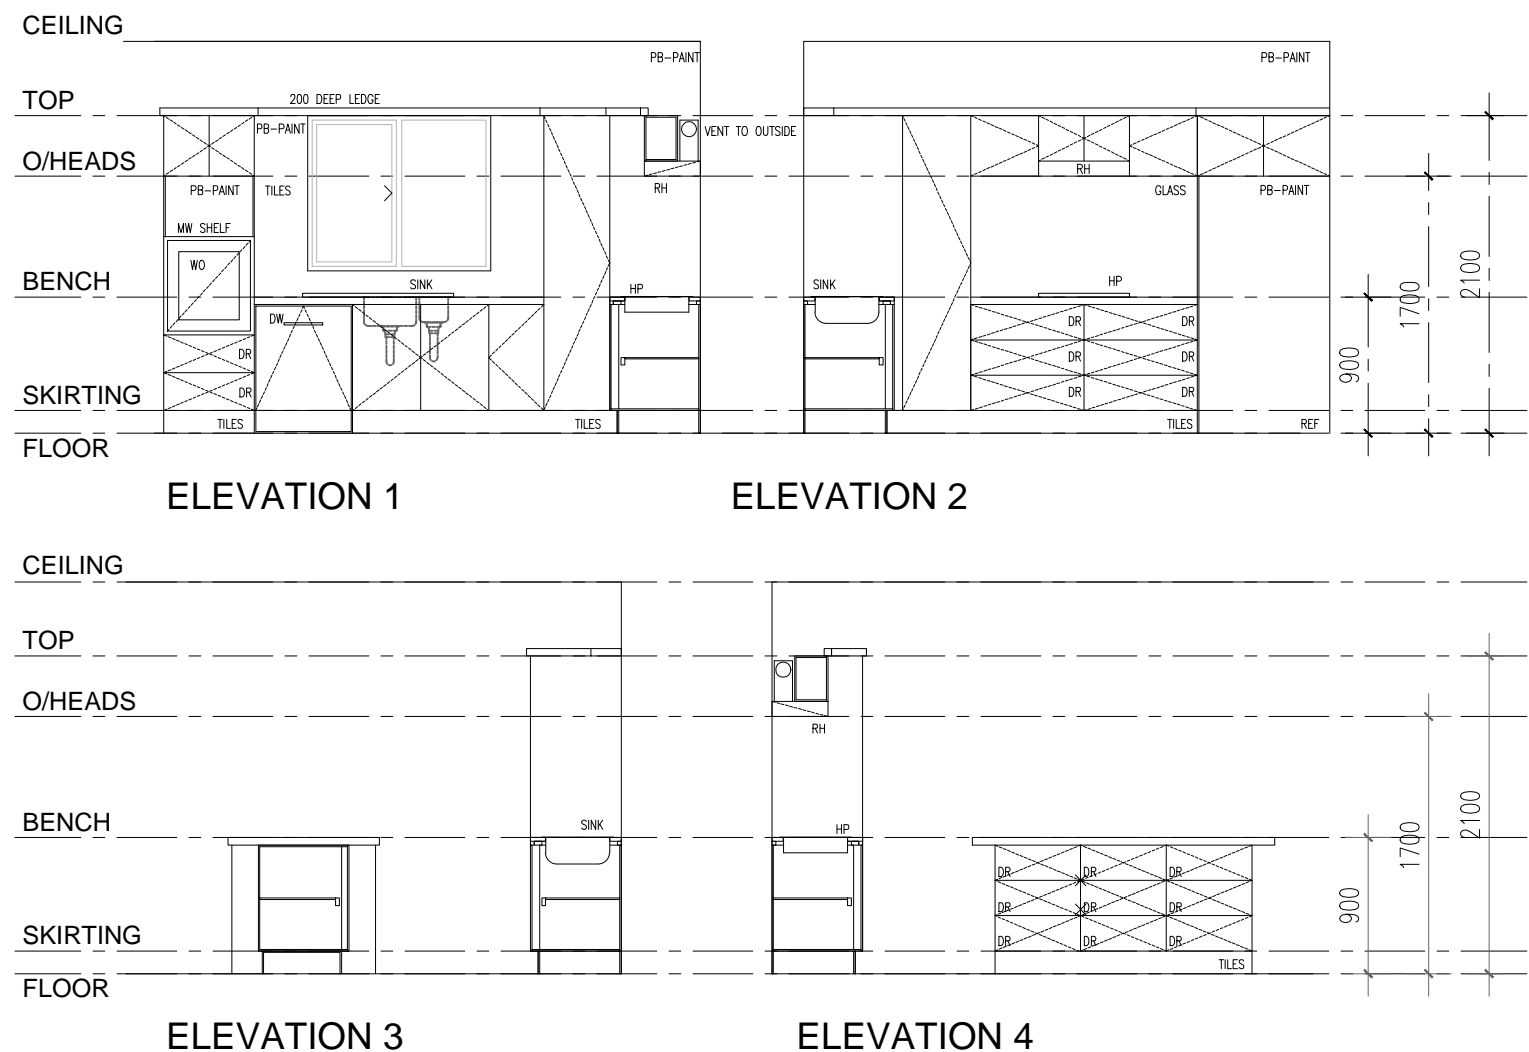 CEILING
PB-PAINT
PB-PAINT
TOP
200 DEEP LEDGE
PB-PAINT
VENT TO OUTSIDE
O/HEADS
RH
PB-PAINT
TILES
RH
GLASS
PB-PAINT
MW SHELF
WO
BENCH
SINK
HP
SINK
HP
2100
1700
900
DW
DR
DR
DR
DR
DR
DR
DR
DR
SKIRTING
TILES
TILES
TILES
REF
FLOOR
ELEVATION 1
ELEVATION 2
CEILING
TOP
O/HEADS
RH
BENCH
SINK
HP
2100
1700
900
DR
DR
DR
DR
DR
DR
DR
DR
DR
SKIRTING
TILES
FLOOR
ELEVATION 3
ELEVATION 4